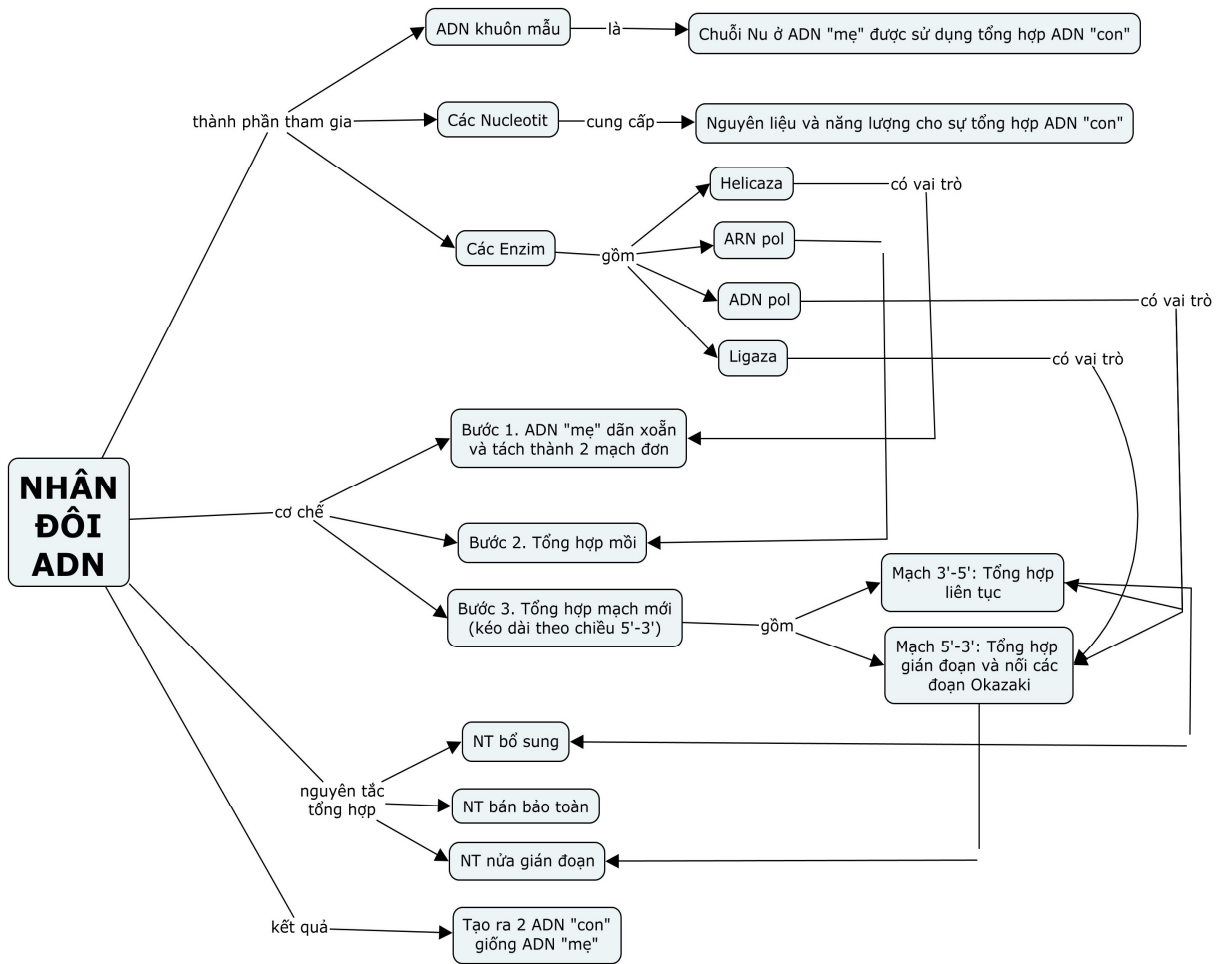 ADN khuôn mẫu
là
Chuỗi Nu ở ADN "mẹ" được sử dụng tổng hợp ADN "con"
thành phần tham gia
Các Nucleotit
cung cấp
Nguyên liệu và năng lượng cho sự tổng hợp ADN "con"
Các Enzim
gồm
Helicaza
có vai trò
ARN pol
ADN pol
có vai trò
Ligaza
có vai trò
NHÂN
ĐÔI
ADN
cơ chế
Bước 1. ADN "mẹ" dãn xoẵn
và tách thành 2 mạch đơn
Bước 2. Tổng hợp mồi
Bước 3. Tổng hợp mạch mới
(kéo dài theo chiều 5'-3')
gồm
Mạch 3'-5': Tổng hợp
liên tục
Mạch 5'-3': Tổng hợp
gián đoạn và nối các
đoạn Okazaki
nguyên tắc
tổng hợp
NT bổ sung
NT bán bảo toàn
NT nửa gián đoạn
kết quả
Tạo ra 2 ADN "con"
giống ADN "mẹ"